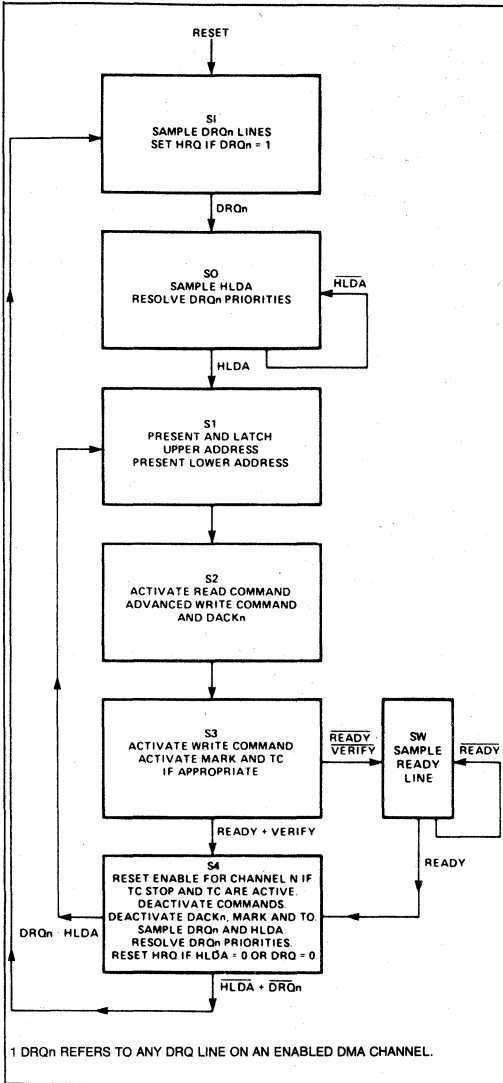 RESET
SI
SAMPLE DRQn LINES
SET HRQ IF DRQn = 1
DRQn
SO
SAMPLE HLDA
RESOLVE DRQn PRIORITIES
HLDA
HLDA
S1
PRESENT AND LATCH
UPPER ADDRESS
PRESENT LOWER ADDRESS
S2
ACTIVATE READ COMMAND
ADVANCED WRITE COMMAND
AND DACKn
S3
ACTIVATE WRITE COMMAND
ACTIVATE MARK AND TC
IF APPROPRIATE
READY
VERIFY
SW
SAMPLE
READY
LINE
READY
READY + VERIFY
READY
S4
RESET ENABLE FOR CHANNEL N IF
TC STOP AND TC ARE ACTIVE.
DEACTIVATE COMMANDS.
DEACTIVATE DACKn, MARK AND TO.
SAMPLE DRQn AND HLDA.
RESOLVE DRQn PRIORITIES.
RESET HRQ IF HLDA = 0 OR DRQ = 0.
DRQn · HLDA
HLDA + DRQn
1 DRQn REFERS TO ANY DRQ LINE ON AN ENABLED DMA CHANNEL.